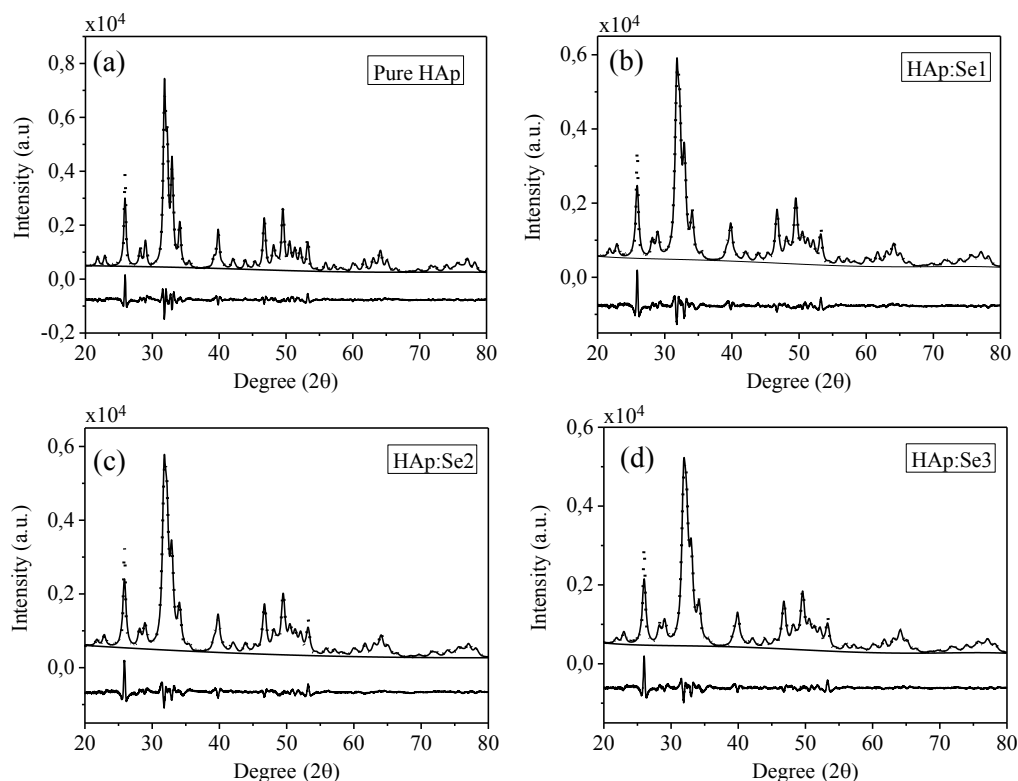 x10⁴
(a)
Pure HAp
Intensity (a.u)
0,8
0,6
0,4
0,2
0,0
-0,2
20 30 40 50 60 70 80
Degree (2θ)
x10⁴
(b)
HAp:Se1
Intensity (a.u.)
0,6
0,4
0,2
0,0
20 30 40 50 60 70 80
Degree (2θ)
x10⁴
(c)
HAp:Se2
Intensity (a.u.)
0,6
0,4
0,2
0,0
20 30 40 50 60 70 80
Degree (2θ)
x10⁴
(d)
HAp:Se3
Intensity (a.u.)
0,6
0,4
0,2
0,0
20 30 40 50 60 70 80
Degree (2θ)